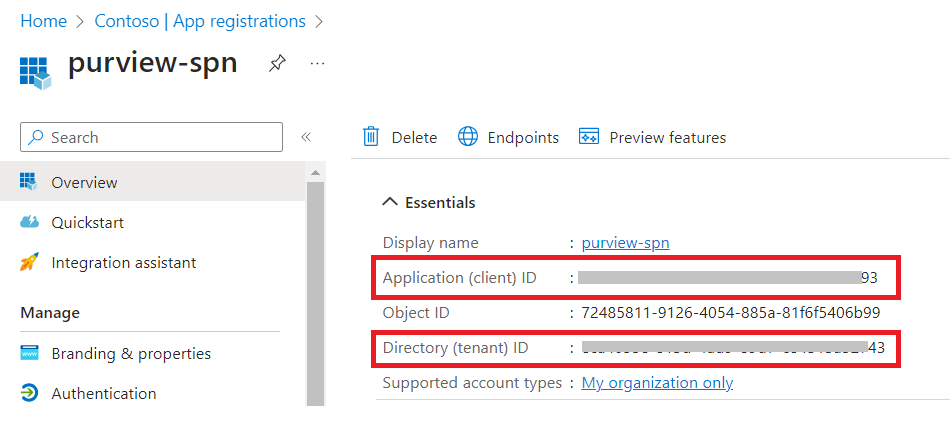 Home > Contoso | App registrations >
purview-spn ...
Search «
Delete Endpoints Preview features
Overview
Quickstart
Integration assistant
Manage
Branding & properties
Authentication
Essentials
Display name : purview-spn
Application (client) ID : 93
Object ID : 72485811-9126-4054-885a-81f6f5406b99
Directory (tenant) ID : 43
Supported account types : My organization only